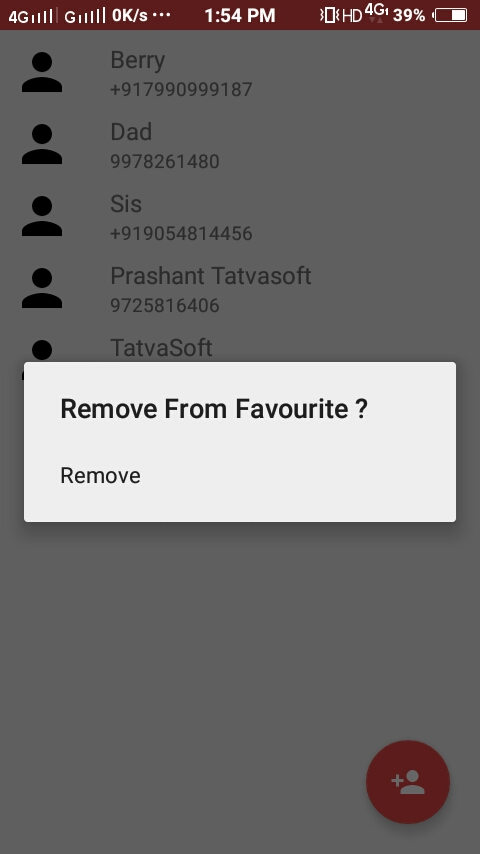 4G G 0K/s ··· 1:54 PM HD 4G 39%
Berry
+917990999187
Dad
9978261480
Sis
+919054814456
Prashant Tatvasoft
9725816406
TatvaSoft
Remove From Favourite ?
Remove